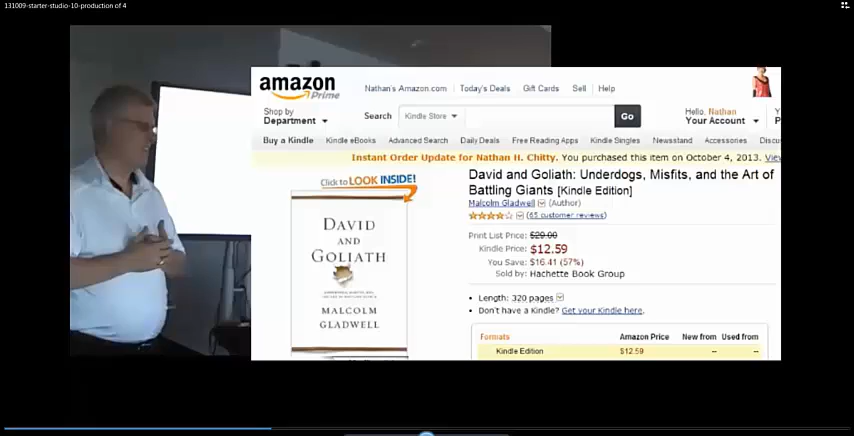 131009-starter-studio-10-production of 4
amazon
Prime
Nathan's Amazon.com Today's Deals Gift Cards Sell Help
Shop by
Department
Search Kindle Store Go
Hello, Nathan
Your Account
Buy a Kindle Kindle eBooks Advanced Search Daily Deals Free Reading Apps Kindle Singles Newsstand Accessories Discou
Instant Order Update for Nathan H. Chitty. You purchased this item on October 4, 2013. View
Click to LOOK INSIDE!
DAVID
AND
GOLIATH
MALCOLM
GLADWELL
David and Goliath: Underdogs, Misfits, and the Art of
Battling Giants [Kindle Edition]
Malcolm Gladwell (Author)
(65 customer reviews)
Print List Price: $29.00
Kindle Price: $12.59
You Save: $16.41 (57%)
Sold by: Hachette Book Group
• Length: 320 pages
• Don't have a Kindle? Get your Kindle here.
Formats Amazon Price New from Used from
Kindle Edition $12.59 -- --